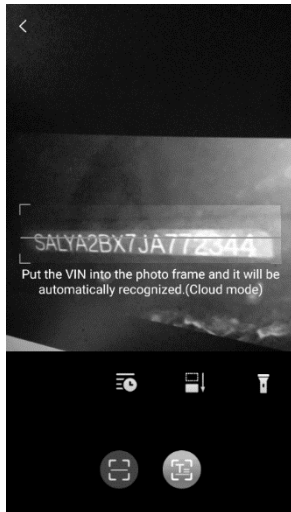 SALYA2BX7JA772344
Put the VIN into the photo frame and it will be
automatically recognized.(Cloud mode)